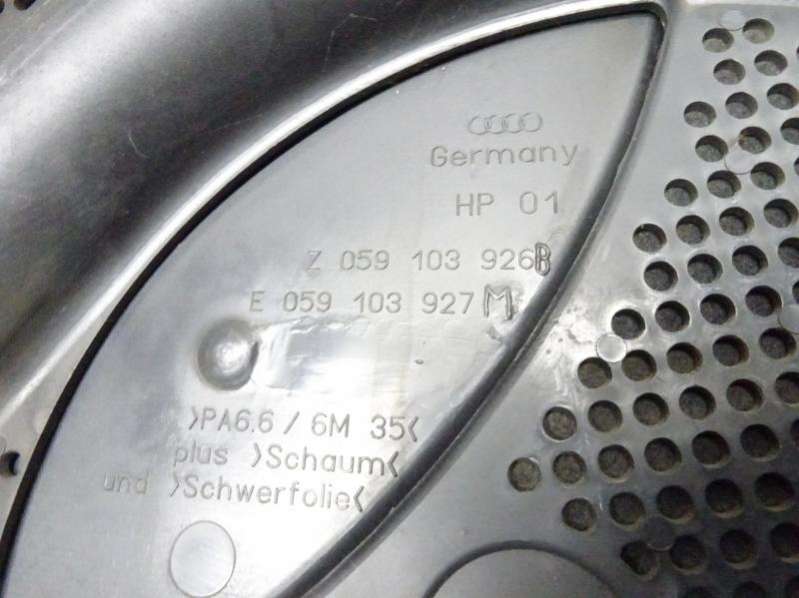 Germany
HP 01
Z 059 103 926B
E 059 103 927M
>PA6.6 / 6M 35<
plus >Schaum<
und >Schwerfolie<